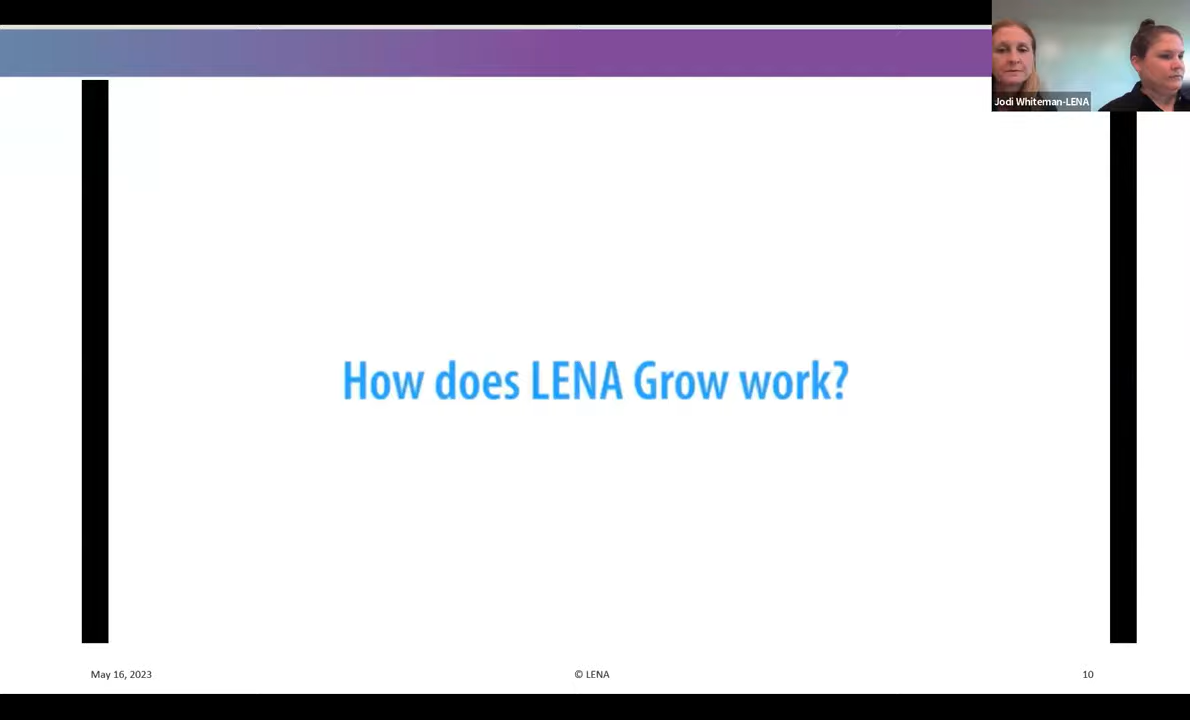 Jodi Whiteman-LENA
How does LENA Grow work?
May 16, 2023
© LENA
10